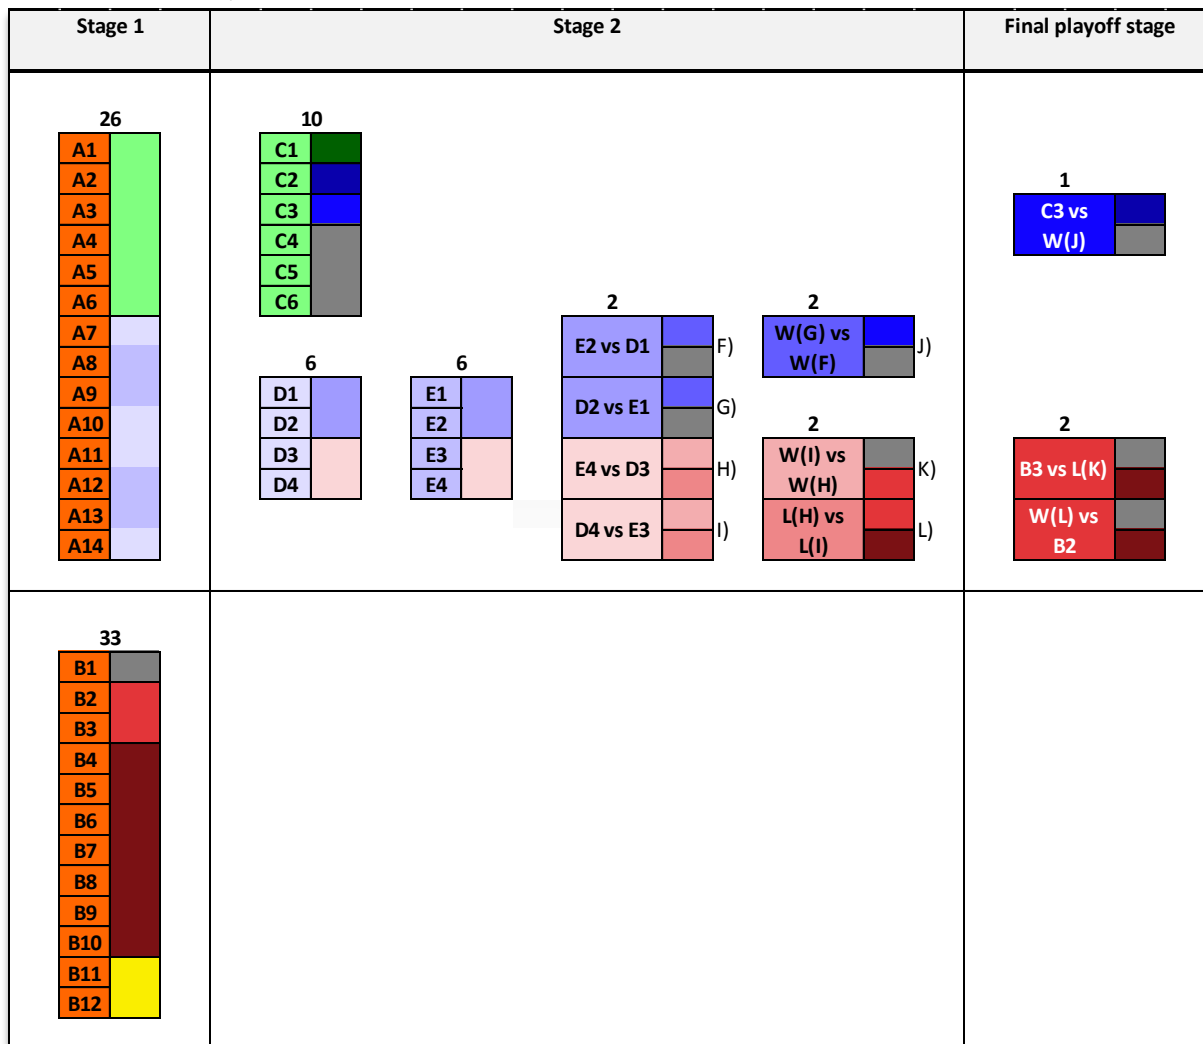 Stage 1
Stage 2
Final playoff stage
26
A1
A2
A3
A4
A5
A6
A7
A8
A9
A10
A11
A12
A13
A14
10
C1
C2
C3
C4
C5
C6
6
D1
D2
D3
D4
6
E1
E2
E3
E4
2
E2 vs D1
F)
D2 vs E1
G)
E4 vs D3
H)
D4 vs E3
I)
2
W(G) vs
W(F)
J)
2
W(I) vs
W(H)
K)
L(H) vs
L(I)
L)
1
C3 vs
W(J)
2
B3 vs L(K)
W(L) vs
B2
33
B1
B2
B3
B4
B5
B6
B7
B8
B9
B10
B11
B12